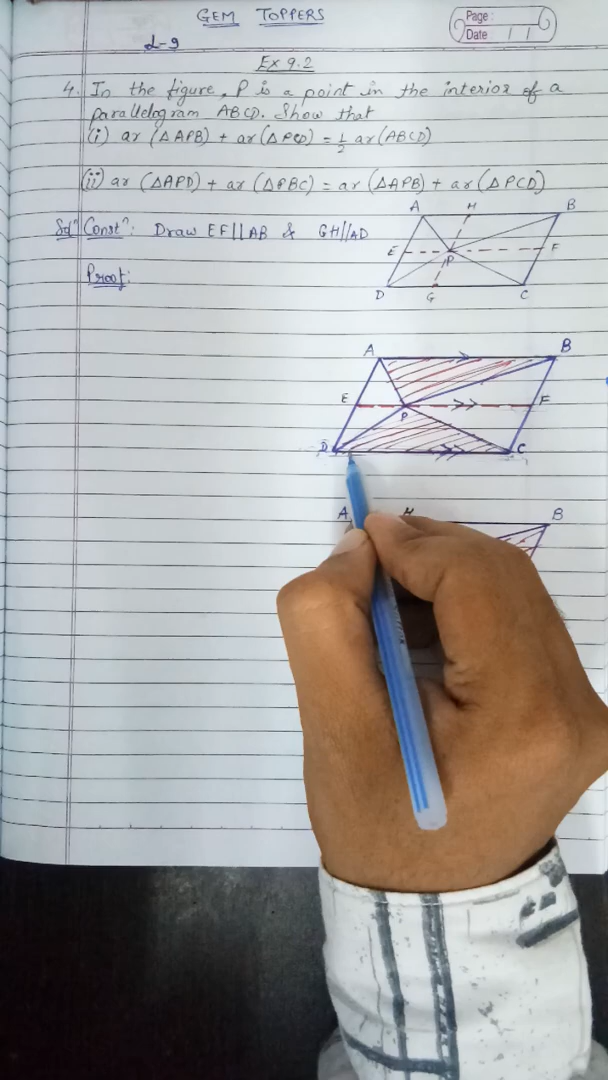 GEM TOPPERS
Page :
Date : / /
L-9
Ex 9.2
4. In the figure, P is a point in the interior of a
parallelogram ABCD. Show that
(i) ar (△APB) + ar (△PCD) = 1/2 ar (ABCD)
(ii) ar (△APD) + ar (△PBC) = ar (△APB) + ar (△PCD)
Solⁿ Constⁿ: Draw EF||AB & GH//AD
Proof:
A H B
E P F
D G C
A B
E P F
D C
A H B